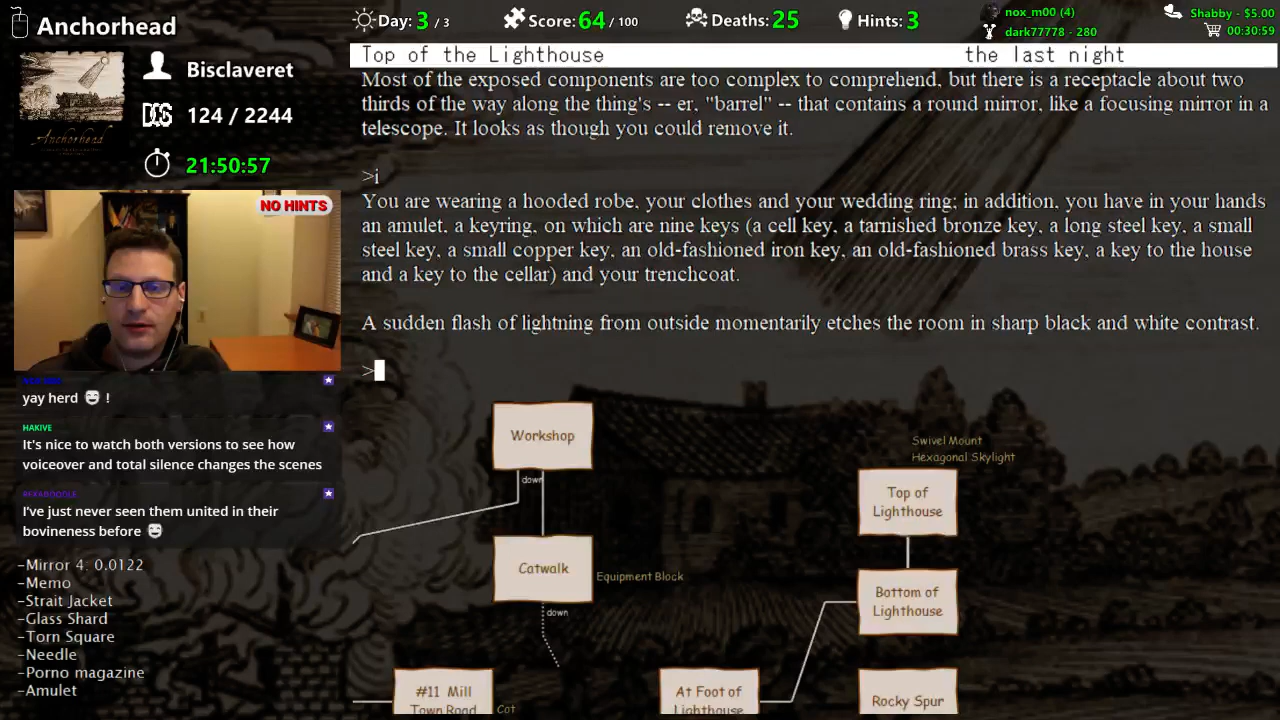 Anchorhead
Day: 3 / 3
Score: 64 / 100
Deaths: 25
Hints: 3
nox_m00 (4)
dark77778 - 280
Shabby - $5.00
00:30:59
Anchorhead
Bisclaveret
124 / 2244
21:50:57
NO HINTS
yay herd !
HAKIVE
It's nice to watch both versions to see how
voiceover and total silence changes the scenes
I've just never seen them united in their
bovineness before
-Mirror 4: 0.0122
-Memo
-Strait Jacket
-Glass Shard
-Torn Square
-Needle
-Porno magazine
-Amulet
Top of the Lighthouse the last night
Most of the exposed components are too complex to comprehend, but there is a receptacle about two
thirds of the way along the thing's -- er, "barrel" -- that contains a round mirror, like a focusing mirror in a
telescope. It looks as though you could remove it.
>i
You are wearing a hooded robe, your clothes and your wedding ring; in addition, you have in your hands
an amulet, a keyring, on which are nine keys (a cell key, a tarnished bronze key, a long steel key, a small
steel key, a small copper key, an old-fashioned iron key, an old-fashioned brass key, a key to the house
and a key to the cellar) and your trenchcoat.
A sudden flash of lightning from outside momentarily etches the room in sharp black and white contrast.
>
Workshop
down
Catwalk
Equipment Block
down
#11 Mill
Town Road
Cot
Swivel Mount
Hexagonal Skylight
Top of
Lighthouse
Bottom of
Lighthouse
At Foot of
Lighthouse
Rocky Spur